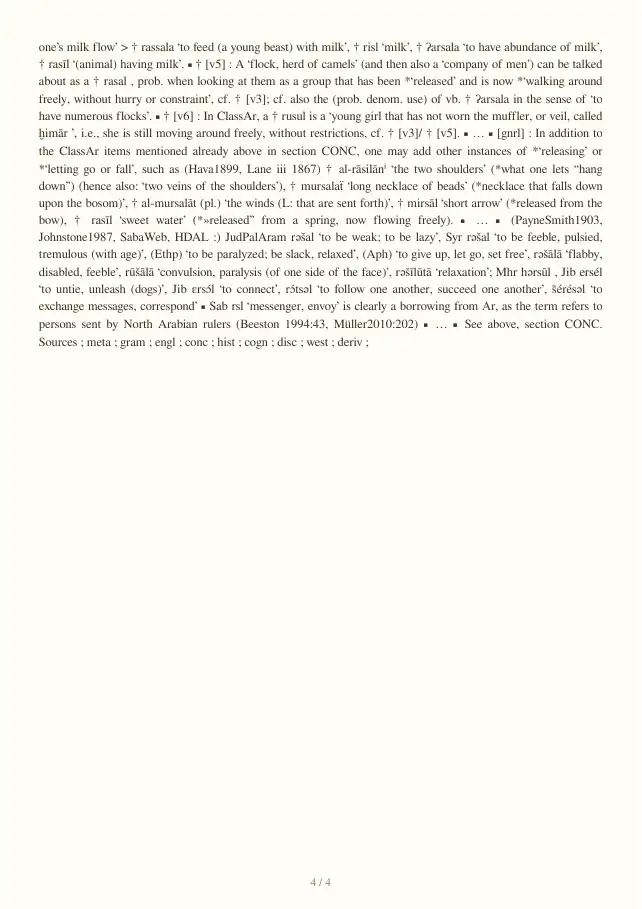 one’s milk flow’ > † rassala ‘to feed (a young beast) with milk’, † risl ‘milk’, † ʔarsala ‘to have abundance of milk’,
† rasīl ‘(animal) having milk’. ▪ † [v5] : A ‘flock, herd of camels’ (and then also a ‘company of men’) can be talked
about as a † rasal , prob. when looking at them as a group that has been *‘released’ and is now *‘walking around
freely, without hurry or constraint’, cf. † [v3]; cf. also the (prob. denom. use) of vb. † ʔarsala in the sense of ‘to
have numerous flocks’. ▪ † [v6] : In ClassAr, a † rusul is a ‘young girl that has not worn the muffler, or veil, called
ḫimār ’, i.e., she is still moving around freely, without restrictions, cf. † [v3]/ † [v5]. ▪ … ▪ [gnrl] : In addition to
the ClassAr items mentioned already above in section CONC, one may add other instances of *‘releasing’ or
*‘letting go or fall’, such as (Hava1899, Lane iii 1867) † al-rāsilānⁱ ‘the two shoulders’ (*what one lets “hang
down”) (hence also: ‘two veins of the shoulders’), † mursalaẗ ‘long necklace of beads’ (*necklace that falls down
upon the bosom)’, † al-mursalāt (pl.) ‘the winds (L: that are sent forth)’, † mirsāl ‘short arrow’ (*released from the
bow), † rasīl ‘sweet water’ (*»released” from a spring, now flowing freely). ▪ … ▪ (PayneSmith1903,
Johnstone1987, SabaWeb, HDAL :) JudPalAram rəšal ‘to be weak; to be lazy’, Syr rəšal ‘to be feeble, pulsied,
tremulous (with age)’, (Ethp) ‘to be paralyzed; be slack, relaxed’, (Aph) ‘to give up, let go, set free’, rəšālā ‘flabby,
disabled, feeble’, rūšālā ‘convulsion, paralysis (of one side of the face)’, rəšīlūtā ‘relaxation’; Mhr hərsūl , Jib ersél
‘to untie, unleash (dogs)’, Jib ɛrsɔ́l ‘to connect’, rɔ́tsəl ‘to follow one another, succeed one another’, šérésəl ‘to
exchange messages, correspond’ ▪ Sab rsl ‘messenger, envoy’ is clearly a borrowing from Ar, as the term refers to
persons sent by North Arabian rulers (Beeston 1994:43, Müller2010:202) ▪ … ▪ See above, section CONC.
Sources ; meta ; gram ; engl ; conc ; hist ; cogn ; disc ; west ; deriv ;
4 / 4